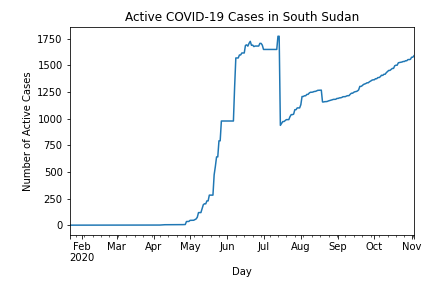 Active COVID-19 Cases in South Sudan
Number of Active Cases
1750
1500
1250
1000
750
500
250
0
Feb Mar Apr May Jun Jul Aug Sep Oct Nov
2020
Day